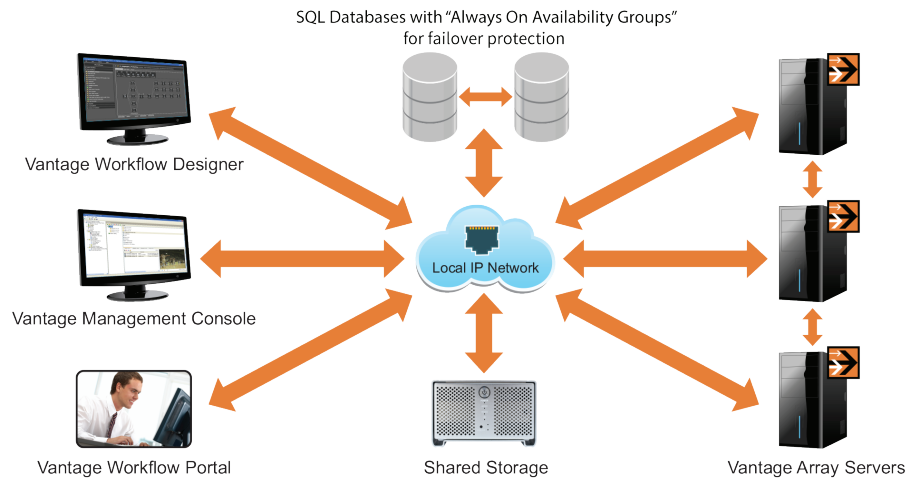 SQL Databases with “Always On Availability Groups”
for failover protection
Vantage Workflow Designer
Local IP Network
Vantage Management Console
Vantage Workflow Portal
Shared Storage
Vantage Array Servers